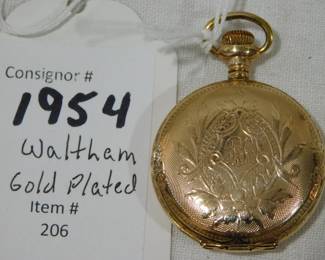 Consignor #
1954
Waltham
Gold Plated
Item #
206